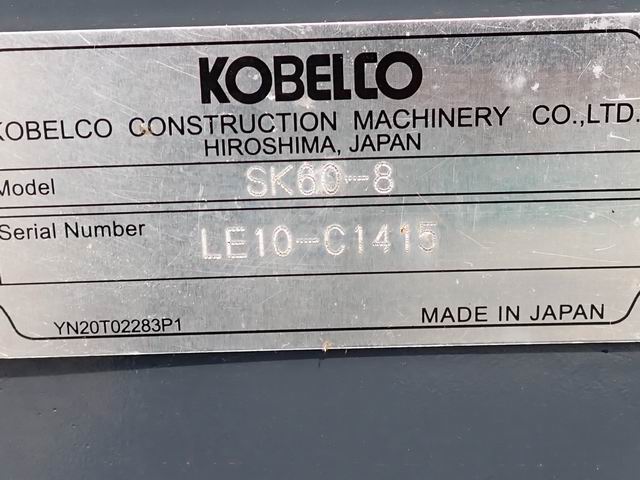 KOBELCO
KOBELCO CONSTRUCTION MACHINERY CO.,LTD.
HIROSHIMA, JAPAN
Model SK60-8
Serial Number LE10-C1415
YN20T02283P1 MADE IN JAPAN